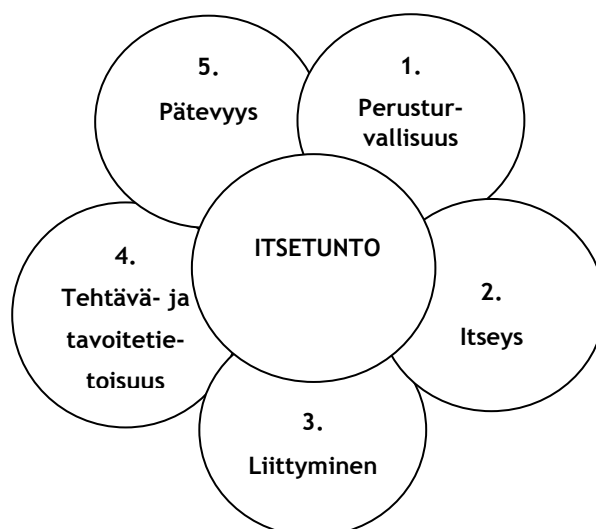 5.
Pätevyys
1.
Perustur-
vallisuus
ITSETUNTO
2.
Itseys
3.
Liittyminen
4.
Tehtävä- ja
tavoitetie-
toisuus